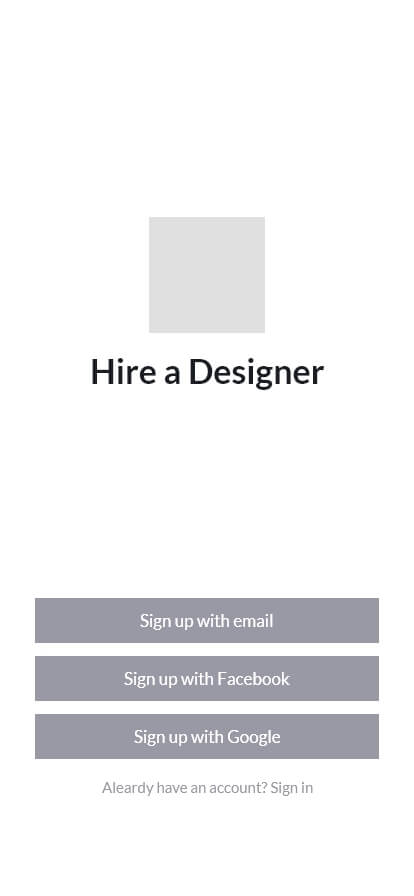 Hire a Designer
Sign up with email
Sign up with Facebook
Sign up with Google
Aleardy have an account? Sign in